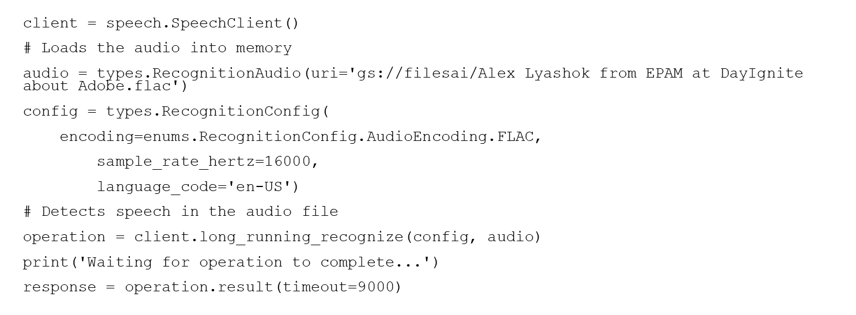 client = speech.SpeechClient()
# Loads the audio into memory
audio = types.RecognitionAudio(uri='gs://filesai/Alex Lyashok from EPAM at DayIgnite
about Adobe.flac')
config = types.RecognitionConfig(
    encoding=enums.RecognitionConfig.AudioEncoding.FLAC,
        sample_rate_hertz=16000,
        language_code='en-US')
# Detects speech in the audio file
operation = client.long_running_recognize(config, audio)
print('Waiting for operation to complete...')
response = operation.result(timeout=9000)